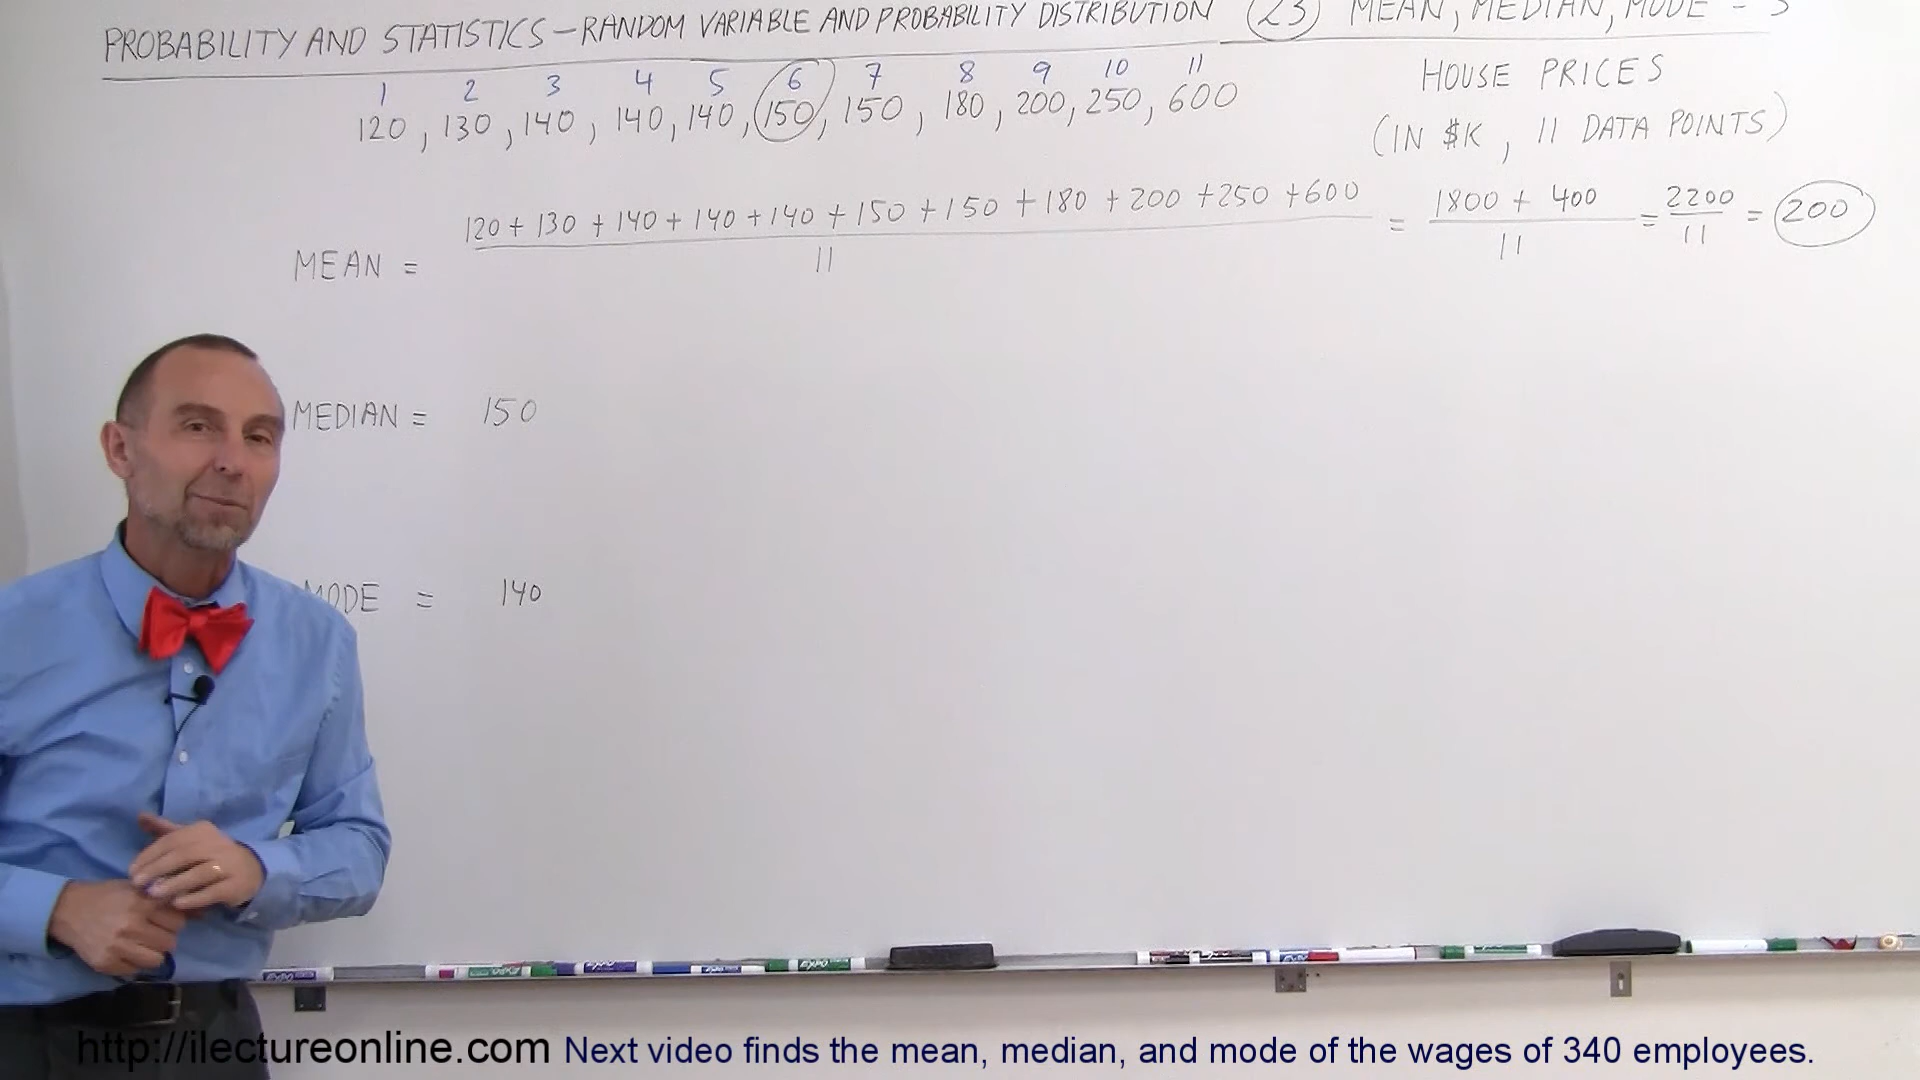 PROBABILITY AND STATISTICS – RANDOM VARIABLE AND PROBABILITY DISTRIBUTION 23 MEAN, MEDIAN, MODE - 3
1 2 3 4 5 6 7 8 9 10 11
120, 130, 140, 140, 140, 150, 150, 180, 200, 250, 600
HOUSE PRICES
(IN $K, 11 DATA POINTS)
MEAN = 120 + 130 + 140 + 140 + 140 + 150 + 150 + 180 + 200 + 250 + 600 / 11 = 1800 + 400 / 11 = 2200 / 11 = 200
MEDIAN = 150
MODE = 140
http://ilectureonline.com Next video finds the mean, median, and mode of the wages of 340 employees.